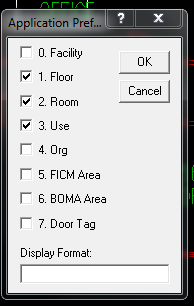 OFFICE
Application Pref...
?
0. Facility
OK
1. Floor
2. Room
Cancel
3. Use
4. Org
5. FICM Area
6. BOMA Area
7. Door Tag
Display Format: